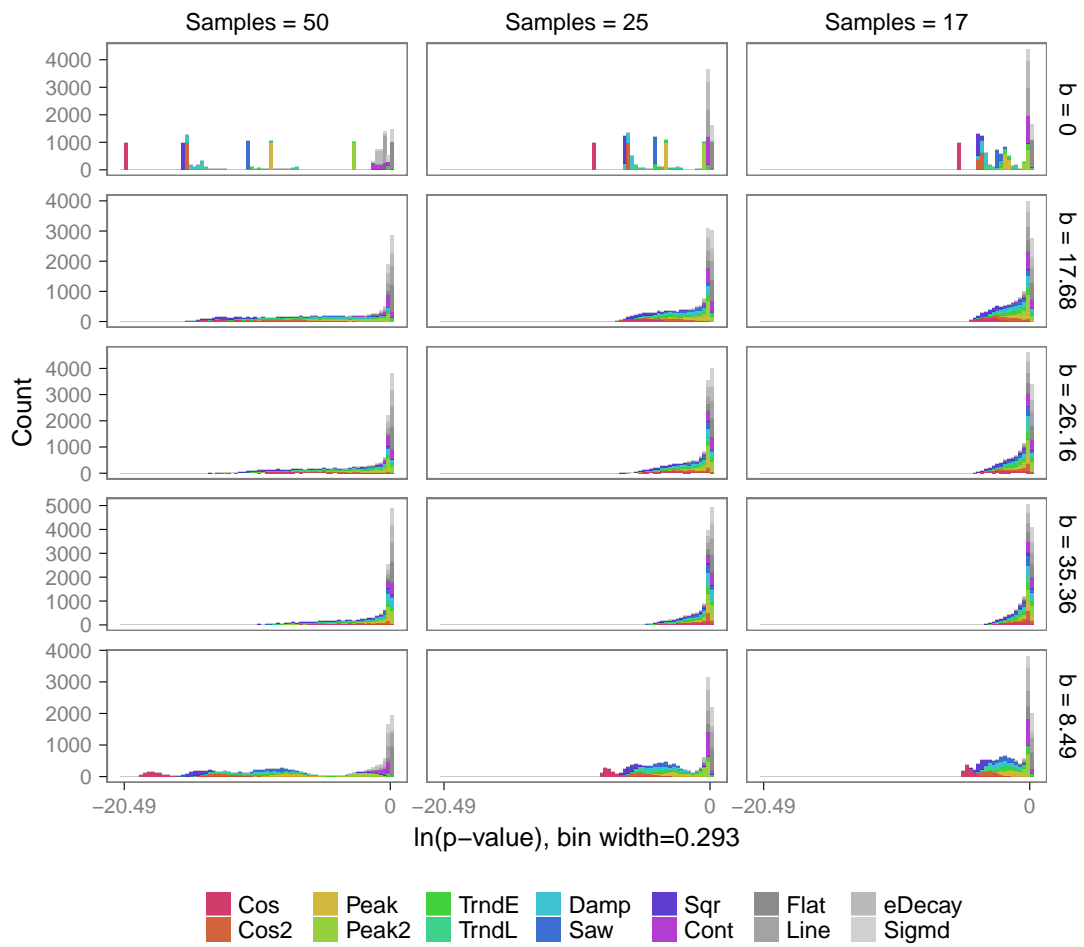 Samples = 50 Samples = 25 Samples = 17
4000
3000
2000
1000
0
b = 0
4000
3000
2000
1000
0
b = 17.68
4000
3000
2000
1000
0
b = 26.16
Count
5000
4000
3000
2000
1000
0
b = 35.36
4000
3000
2000
1000
0
b = 8.49
−20.49 0 −20.49 0 −20.49 0
ln(p−value), bin width=0.293
Cos Peak TrndE Damp Sqr Flat eDecay
Cos2 Peak2 TrndL Saw Cont Line Sigmd